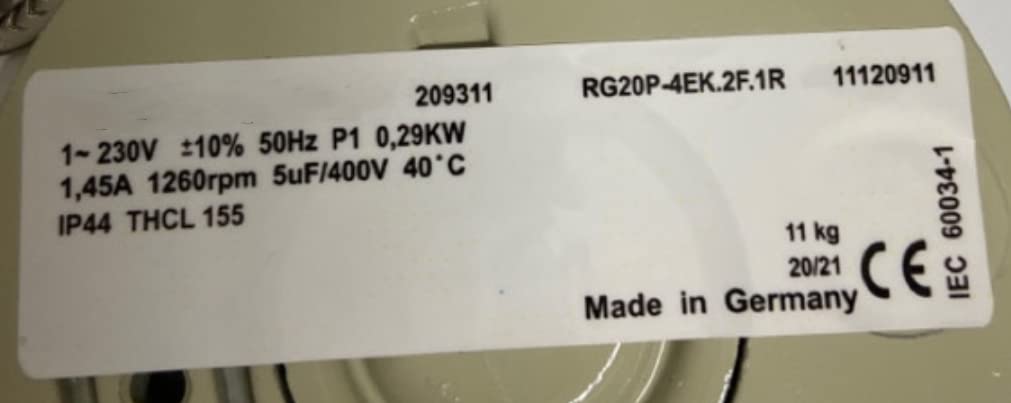 209311 RG20P-4EK.2F.1R 11120911
1~ 230V ±10% 50Hz P1 0,29KW
1,45A 1260rpm 5uF/400V 40°C
IP44 THCL 155
11 kg
20/21
Made in Germany
CE
IEC 60034-1